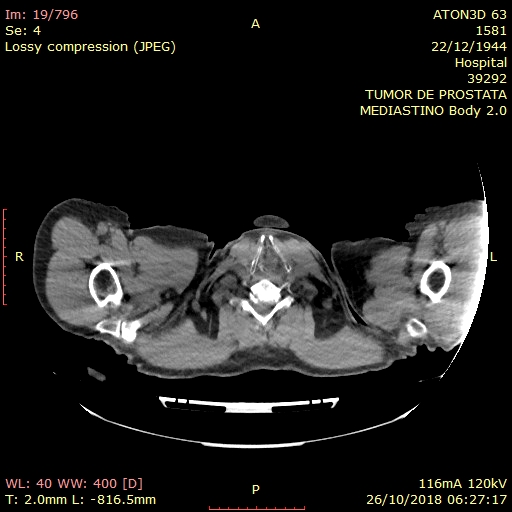 Im: 19/796
Se: 4
Lossy compression (JPEG)
A
ATON3D 63
1581
22/12/1944
Hospital
39292
TUMOR DE PROSTATA
MEDIASTINO Body 2.0
R
L
WL: 40 WW: 400 [D]
T: 2.0mm L: -816.5mm
P
116mA 120kV
26/10/2018 06:27:17